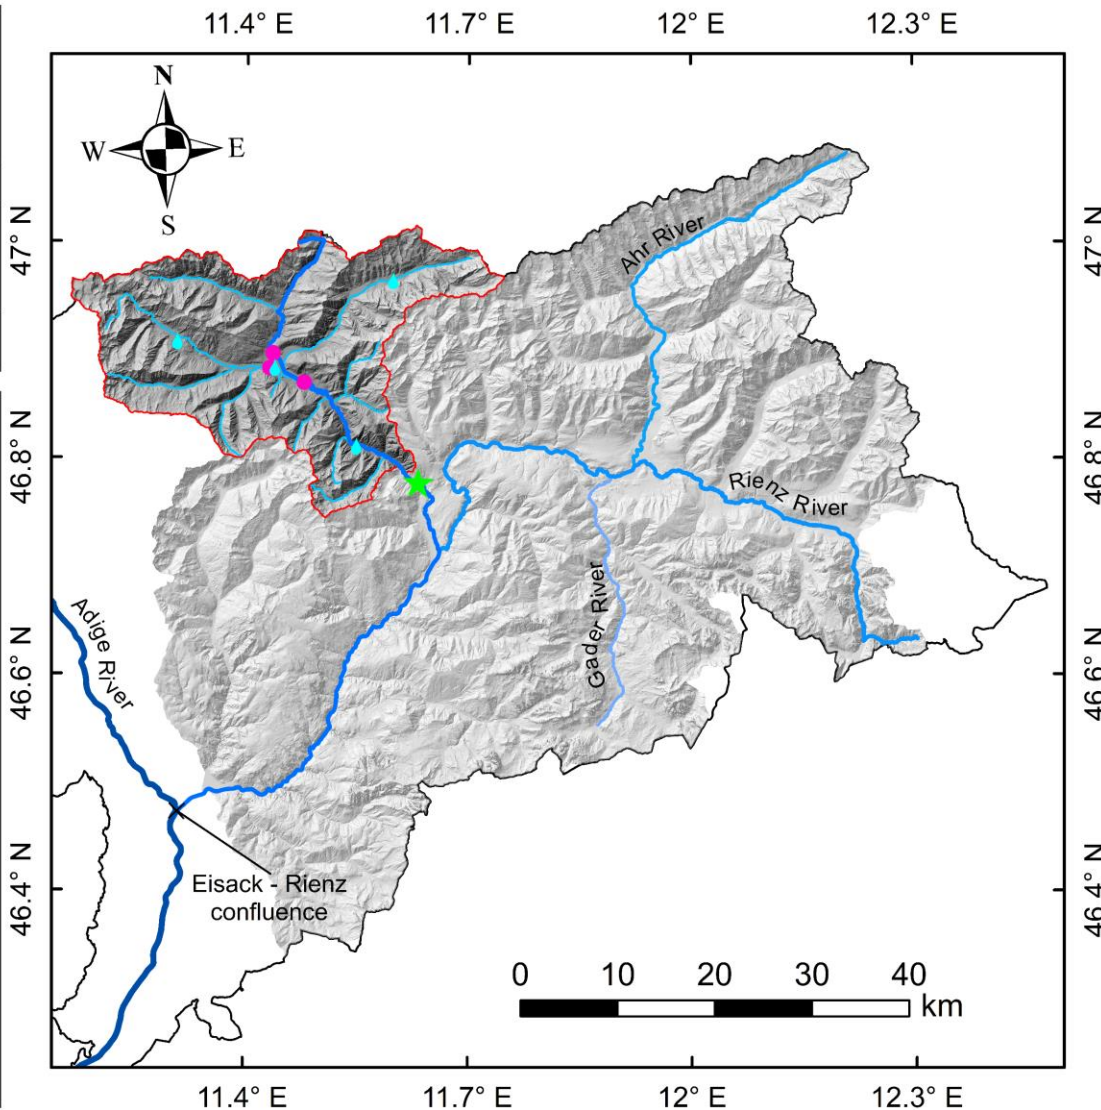 11.4° E
11.7° E
12° E
12.3° E
N
W
E
S
47° N
47° N
Ahr River
46.8° N
46.8° N
Rienz River
Gader River
Adige River
46.6° N
46.6° N
46.4° N
46.4° N
Eisack - Rienz
confluence
0 10 20 30 40
km
11.4° E
11.7° E
12° E
12.3° E